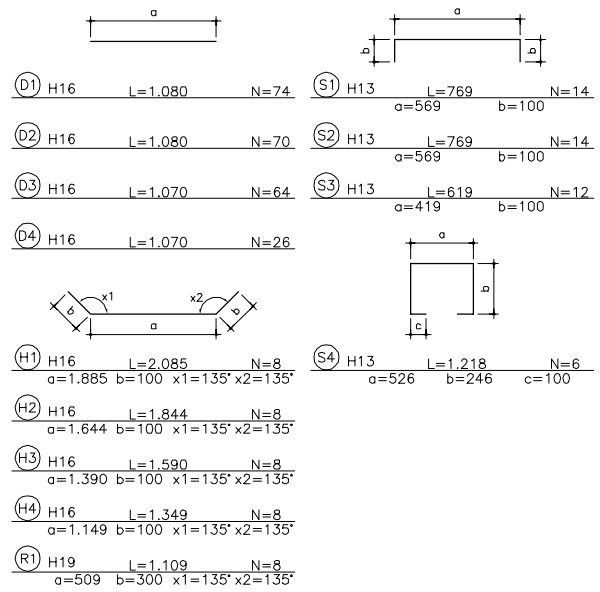 a
D1 H16 L=1.080 N=74
D2 H16 L=1.080 N=70
D3 H16 L=1.070 N=64
D4 H16 L=1.070 N=26
x1 x2
b a b
H1 H16 L=2.085 N=8
a=1.885 b=100 x1=135° x2=135°
H2 H16 L=1.844 N=8
a=1.644 b=100 x1=135° x2=135°
H3 H16 L=1.590 N=8
a=1.390 b=100 x1=135° x2=135°
H4 H16 L=1.349 N=8
a=1.149 b=100 x1=135° x2=135°
R1 H19 L=1.109 N=8
a=509 b=300 x1=135° x2=135°
a
b b
S1 H13 L=769 N=14
a=569 b=100
S2 H13 L=769 N=14
a=569 b=100
S3 H13 L=619 N=12
a=419 b=100
a
b
c
S4 H13 L=1.218 N=6
a=526 b=246 c=100